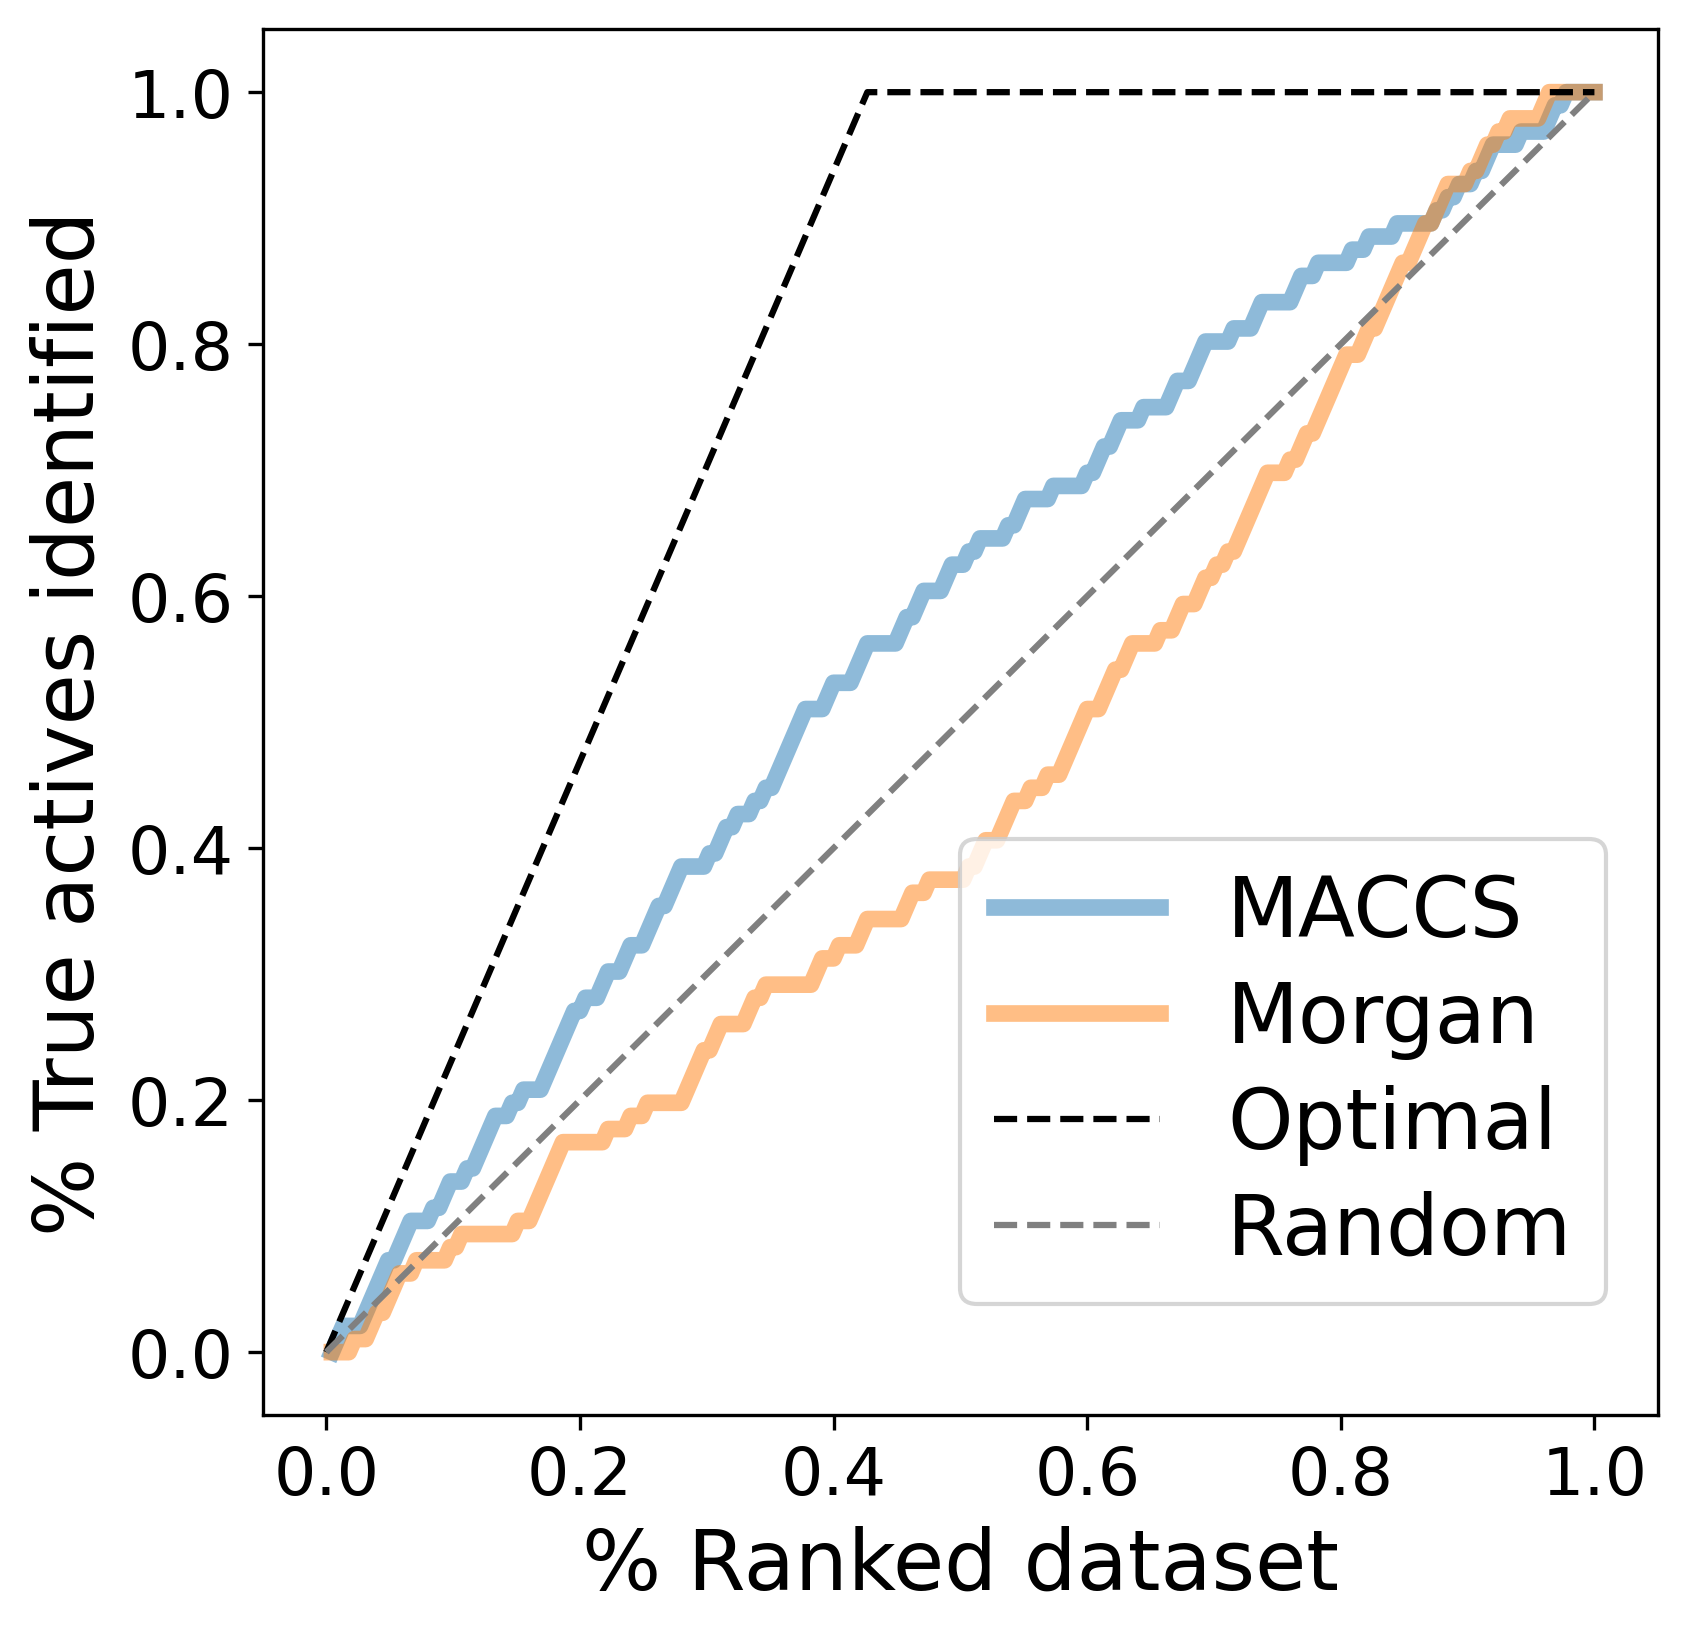 % True actives identified
1.0
0.8
0.6
0.4
0.2
0.0
MACCS
Morgan
Optimal
Random
0.0 0.2 0.4 0.6 0.8 1.0
% Ranked dataset